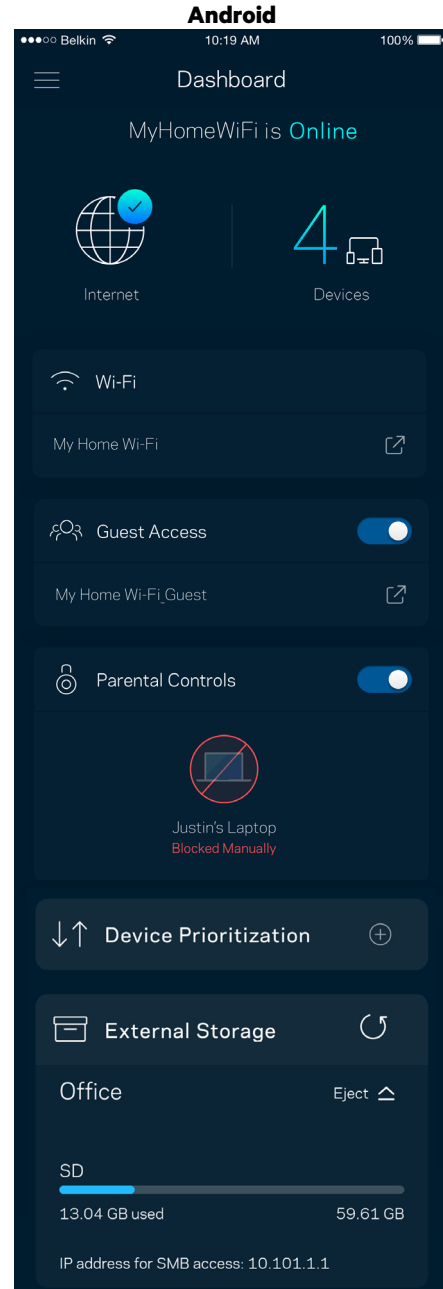 Android
Belkin 10:19 AM 100%
Dashboard
MyHomeWiFi is Online
4
Internet Devices
Wi-Fi
My Home Wi-Fi
Guest Access
My Home Wi-Fi_Guest
Parental Controls
Justin's Laptop
Blocked Manually
Device Prioritization
External Storage
Office Eject
SD
13.04 GB used 59.61 GB
IP address for SMB access: 10.101.1.1